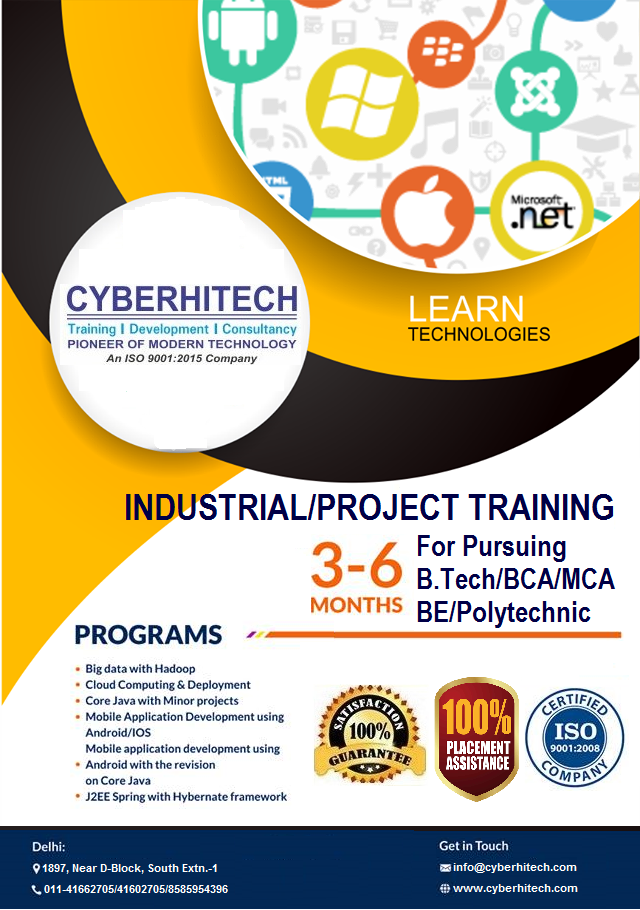 HTML
Microsoft
.net
CYBERHITECH
Training | Development | Consultancy
PIONEER OF MODERN TECHNOLOGY
An ISO 9001:2015 Company
LEARN
TECHNOLOGIES
INDUSTRIAL/PROJECT TRAINING
3-6
MONTHS
For Pursuing
B.Tech/BCA/MCA
BE/Polytechnic
PROGRAMS
• Big data with Hadoop
• Cloud Computing & Deployment
• Core Java with Minor projects
• Mobile Application Development using
Android/IOS
Mobile application development using
• Android with the revision
on Core Java
• J2EE Spring with Hybernate framework
SATISFACTION
100%
GUARANTEE
100%
PLACEMENT
ASSISTANCE
CERTIFIED
ISO
9001:2008
COMPANY
Delhi:
1897, Near D-Block, South Extn.-1
011-41662705/41602705/8585954396
Get in Touch
info@cyberhitech.com
www.cyberhitech.com